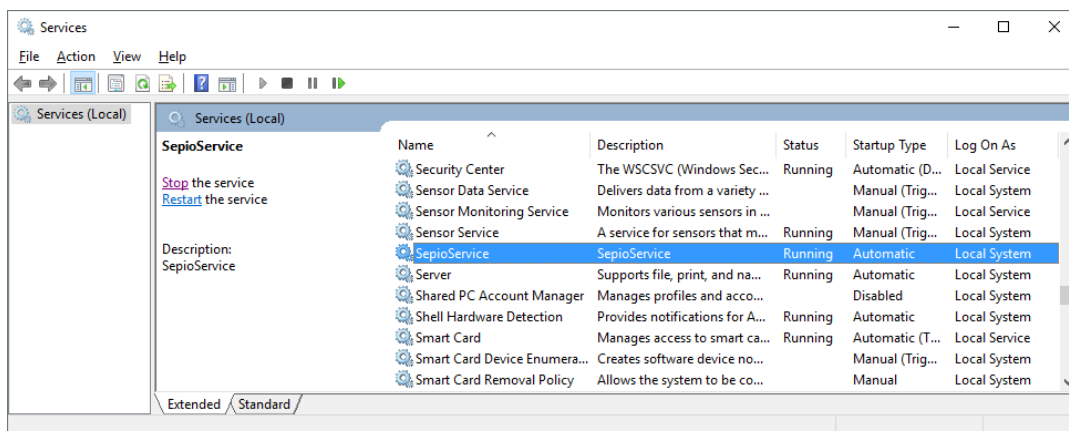 Services
File Action View Help
Services (Local)
Services (Local)
SepioService
Stop the service
Restart the service
Description:
SepioService
Name Description Status Startup Type Log On As
Security Center The WSCSVC (Windows Sec... Running Automatic (D... Local Service
Sensor Data Service Delivers data from a variety ... Manual (Trig... Local System
Sensor Monitoring Service Monitors various sensors in ... Manual (Trig... Local Service
Sensor Service A service for sensors that m... Running Manual (Trig... Local System
SepioService SepioService Running Automatic Local System
Server Supports file, print, and na... Running Automatic Local System
Shared PC Account Manager Manages profiles and acco... Disabled Local System
Shell Hardware Detection Provides notifications for A... Running Automatic Local System
Smart Card Manages access to smart ca... Running Automatic (T... Local Service
Smart Card Device Enumera... Creates software device no... Manual (Trig... Local System
Smart Card Removal Policy Allows the system to be co... Manual Local System
Extended Standard